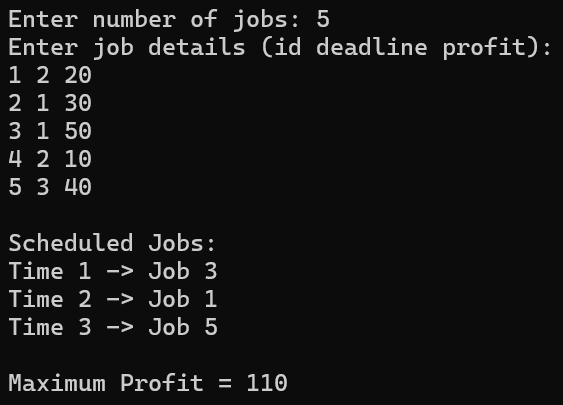 Enter number of jobs: 5
Enter job details (id deadline profit):
1 2 20
2 1 30
3 1 50
4 2 10
5 3 40
Scheduled Jobs:
Time 1 -> Job 3
Time 2 -> Job 1
Time 3 -> Job 5
Maximum Profit = 110